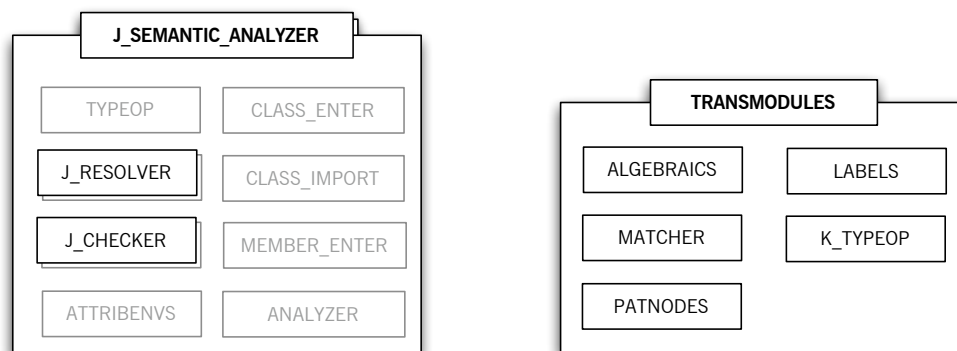 J_SEMANTIC_ANALYZER
TYPEOP
CLASS_ENTER
J_RESOLVER
CLASS_IMPORT
J_CHECKER
MEMBER_ENTER
ATTRIBENVS
ANALYZER
TRANSMODULES
ALGEBRAICS
LABELS
MATCHER
K_TYPEOP
PATNODES